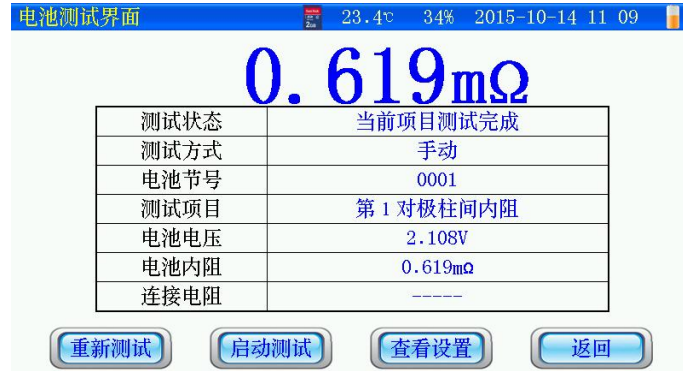 电池测试界面 23.4℃ 34% 2015-10-14 11 09
0.619mΩ
测试状态 当前项目测试完成
测试方式 手动
电池节号 0001
测试项目 第1对极柱间内阻
电池电压 2.108V
电池内阻 0.619mΩ
连接电阻 -----
重新测试 启动测试 查看设置 返回